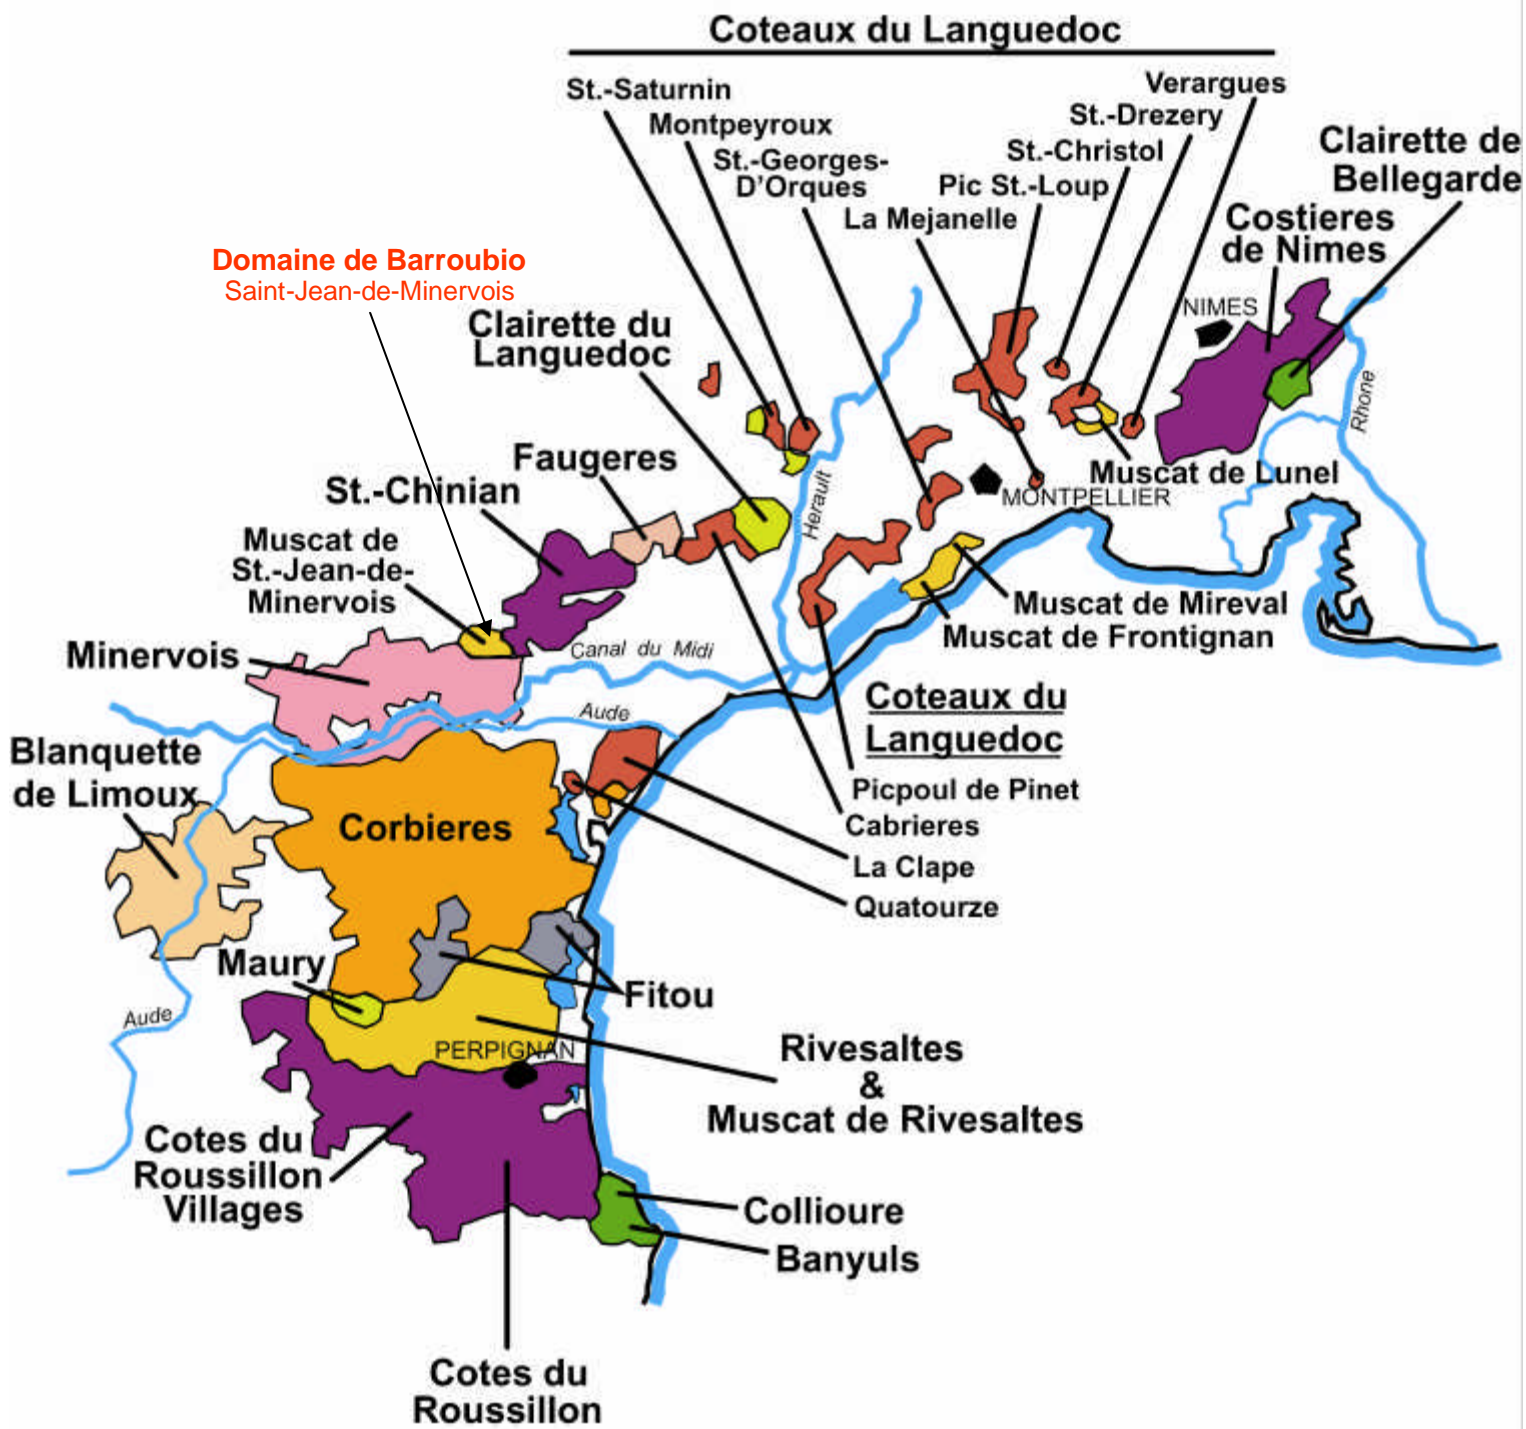 Coteaux du Languedoc
St.-Saturnin
Montpeyroux
St.-Georges-
D'Orques
La Mejanelle
Pic St.-Loup
St.-Christol
St.-Drezery
Verargues
Clairette de
Bellegarde
Costieres
de Nimes
NIMES
Rhone
Domaine de Barroubio
Saint-Jean-de-Minervois
Clairette du
Languedoc
Faugeres
St.-Chinian
Muscat de
St.-Jean-de-
Minervois
Minervois
Herault
MONTPELLIER
Muscat de Lunel
Muscat de Mireval
Muscat de Frontignan
Canal du Midi
Aude
Coteaux du
Languedoc
Picpoul de Pinet
Cabrieres
La Clape
Quatourze
Blanquette
de Limoux
Corbieres
Maury
Aude
Fitou
PERPIGNAN
Rivesaltes
&
Muscat de Rivesaltes
Cotes du
Roussillon
Villages
Collioure
Banyuls
Cotes du
Roussillon